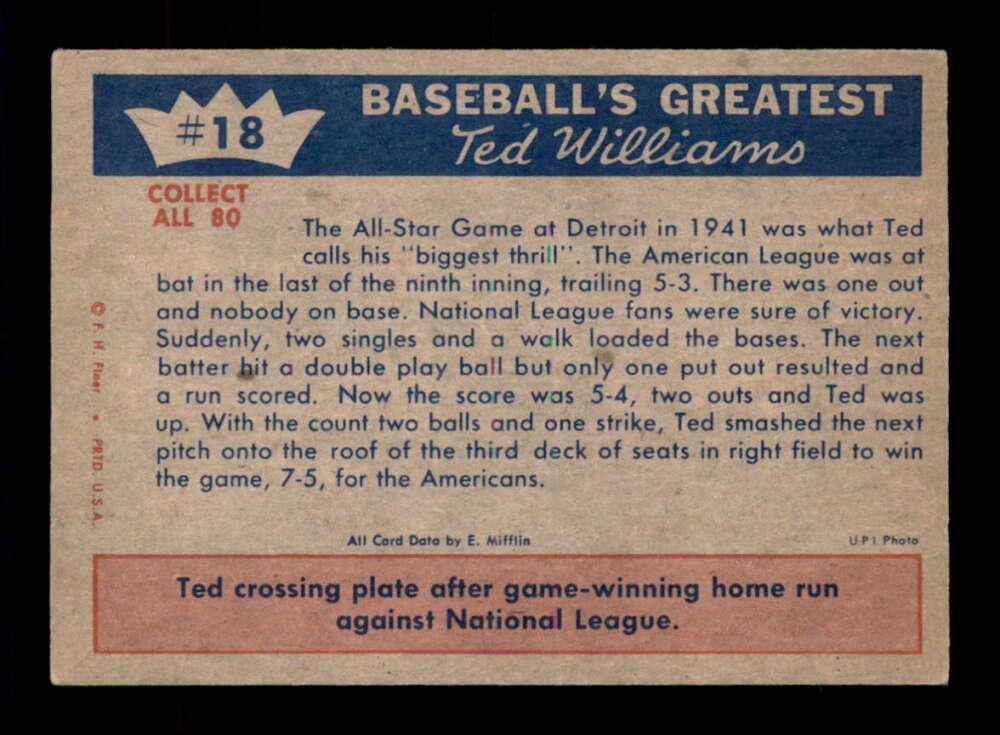 BASEBALL'S GREATEST
#18
Ted Williams
COLLECT
ALL 80
The All-Star Game at Detroit in 1941 was what Ted
calls his "biggest thrill". The American League was at
bat in the last of the ninth inning, trailing 5-3. There was one out
and nobody on base. National League fans were sure of victory.
Suddenly, two singles and a walk loaded the bases. The next
batter hit a double play ball but only one put out resulted and
a run scored. Now the score was 5-4, two outs and Ted was
up. With the count two balls and one strike, Ted smashed the next
pitch onto the roof of the third deck of seats in right field to win
the game, 7-5, for the Americans.
© F. H. Fleer • PRTD. U.S.A.
All Card Data by E. Mifflin
U.P.I. Photo
Ted crossing plate after game-winning home run
against National League.